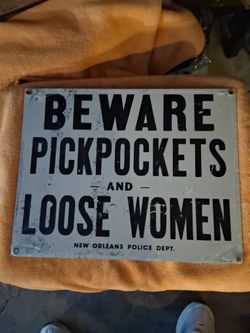 BEWARE
PICKPOCKETS
— AND —
LOOSE WOMEN
NEW ORLEANS POLICE DEPT.